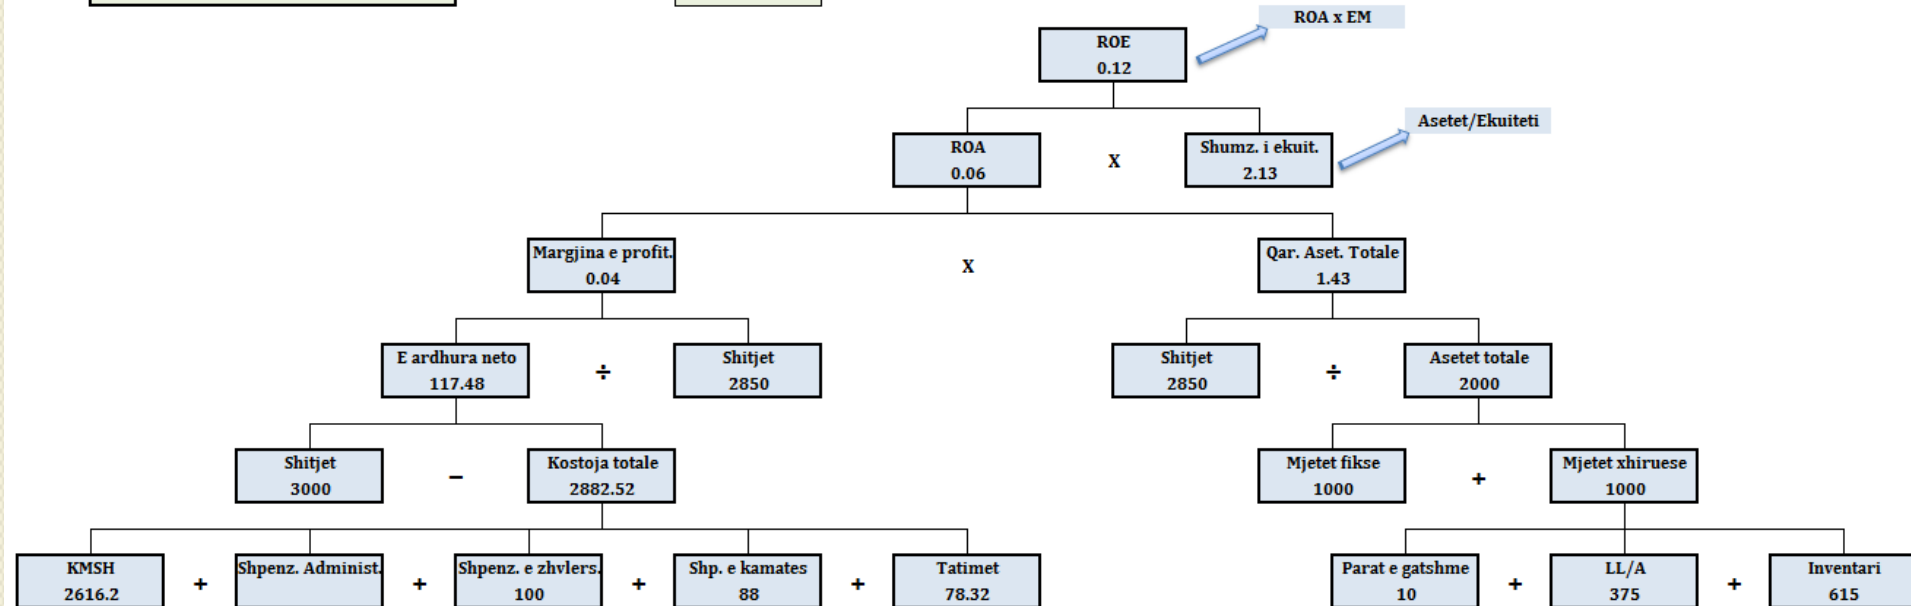 ROA x EM
ROE
0.12
Asetet/Ekuiteti
ROA
0.06
X
Shumz. i ekuit.
2.13
Margjina e profit.
0.04
X
Qar. Aset. Totale
1.43
E ardhura neto
117.48
÷
Shitjet
2850
Shitjet
2850
÷
Asetet totale
2000
Shitjet
3000
−
Kostoja totale
2882.52
Mjetet fikse
1000
+
Mjetet xhiruese
1000
KMSH
2616.2
+
Shpenz. Administ.
+
Shpenz. e zhvlers.
100
+
Shp. e kamates
88
+
Tatimet
78.32
Parat e gatshme
10
+
LL/A
375
+
Inventari
615